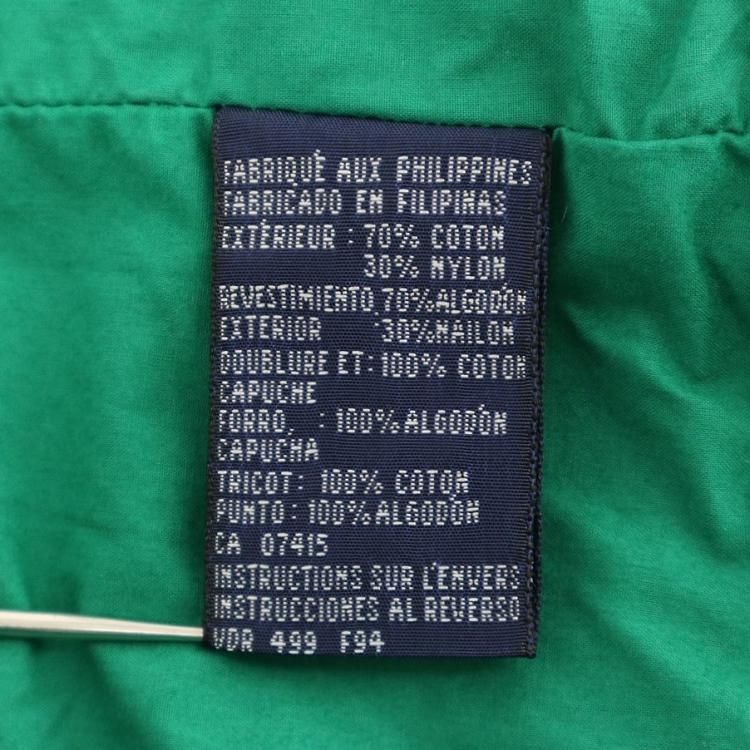 FABRIQUÉ AUX PHILIPPINES
FABRICADO EN FILIPINAS
EXTÉRIEUR : 70% COTON
30% NYLON
REVESTIMIENTO 70% ALGODÓN
EXTERIOR : 30% NAILON
DOUBLURE ET: 100% COTON
CAPUCHE
FORRO, : 100% ALGODÓN
CAPUCHA
TRICOT: 100% COTON
PUNTO: 100% ALGODÓN
CA 07415
INSTRUCTIONS SUR L'ENVERS
INSTRUCCIONES AL REVERSO
VDR 499 F94